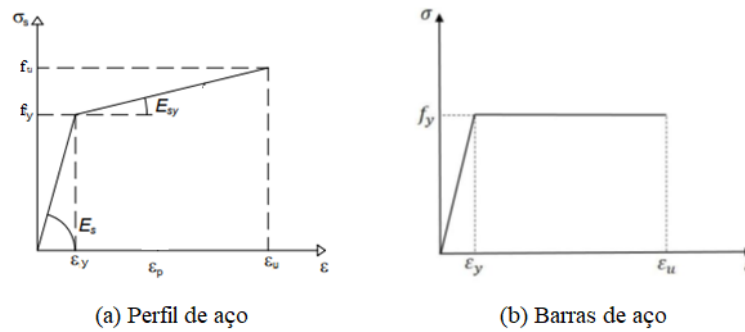 σs
fu
fy
Esy
Es
εy
εp
εu
ε
(a) Perfil de aço
σ
fy
εy
εu
(b) Barras de aço